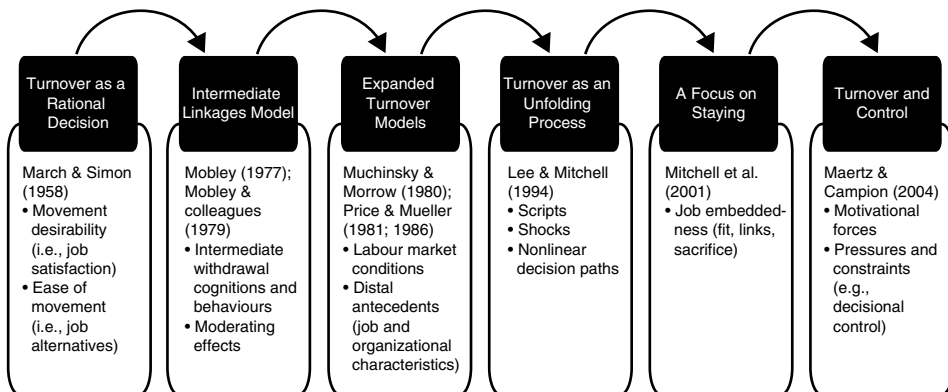 Turnover as a
Rational
Decision
March & Simon
(1958)
• Movement
desirability
(i.e., job
satisfaction)
• Ease of
movement
(i.e., job
alternatives)
Intermediate
Linkages Model
Mobley (1977);
Mobley &
colleagues
(1979)
• Intermediate
withdrawal
cognitions and
behaviours
• Moderating
effects
Expanded
Turnover
Models
Muchinsky &
Morrow (1980);
Price & Mueller
(1981; 1986)
• Labour market
conditions
• Distal
antecedents
(job and
organizational
characteristics)
Turnover as an
Unfolding
Process
Lee & Mitchell
(1994)
• Scripts
• Shocks
• Nonlinear
decision paths
A Focus on
Staying
Mitchell et al.
(2001)
• Job embedded-
ness (fit, links,
sacrifice)
Turnover and
Control
Maertz &
Campion (2004)
• Motivational
forces
• Pressures and
constraints
(e.g.,
decisional
control)